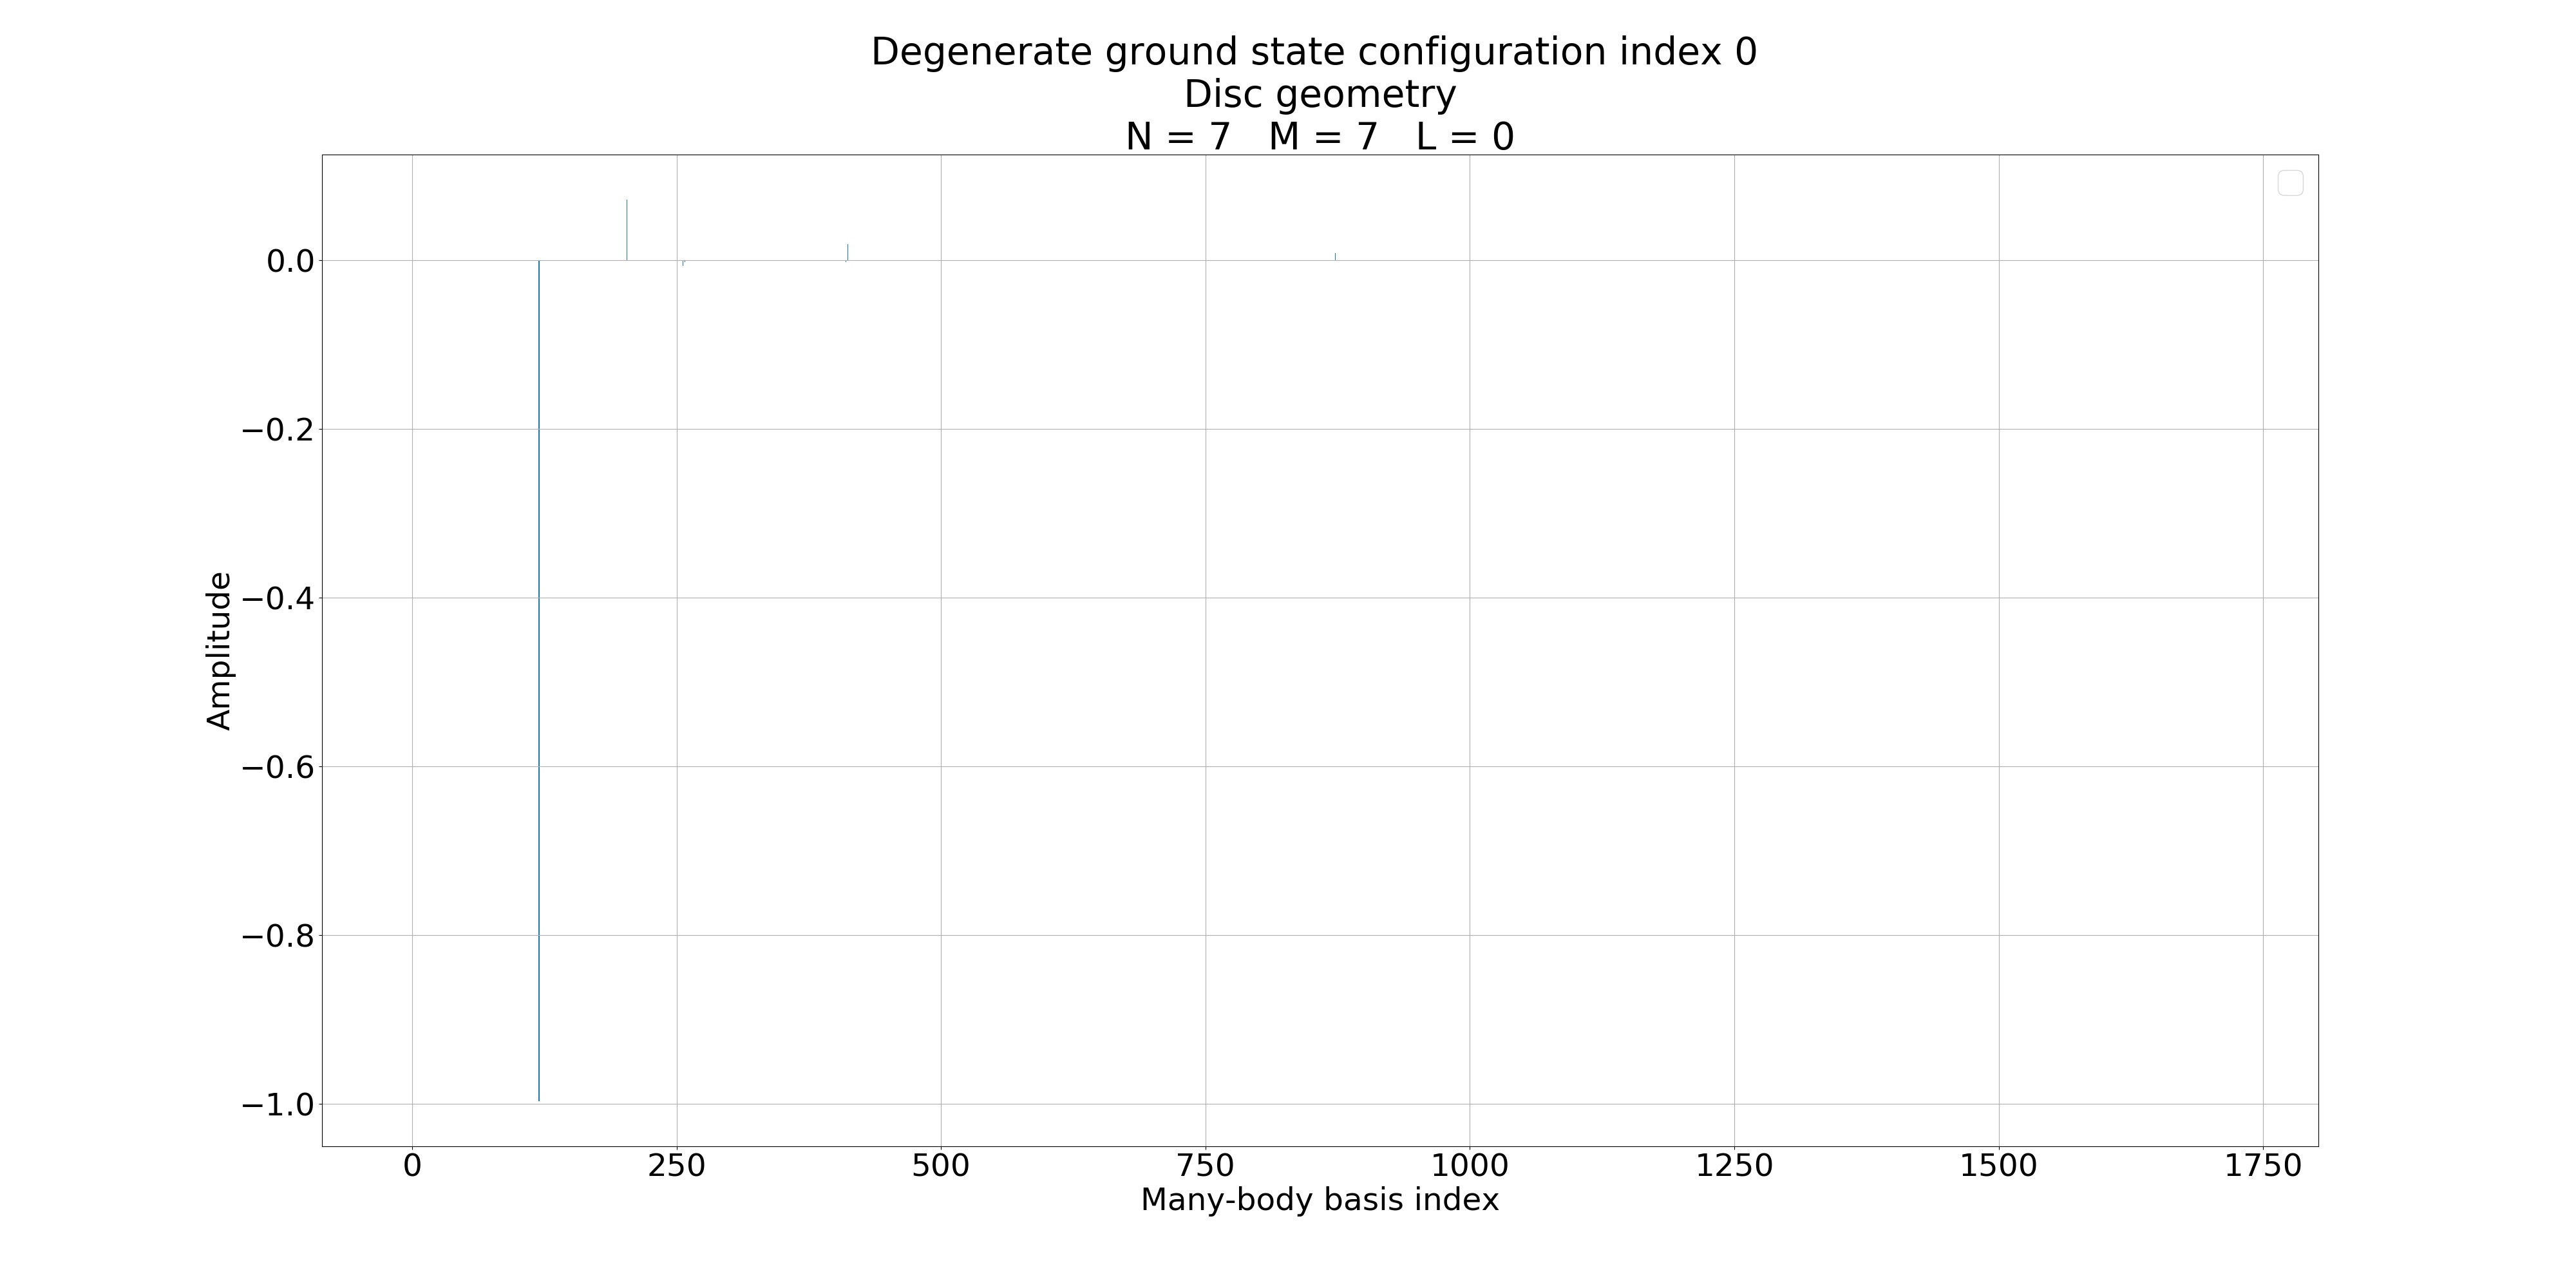 Degenerate ground state configuration index 0
Disc geometry
N = 7   M = 7   L = 0
0.0
−0.2
−0.4
−0.6
−0.8
−1.0
Amplitude
0 250 500 750 1000 1250 1500 1750
Many-body basis index